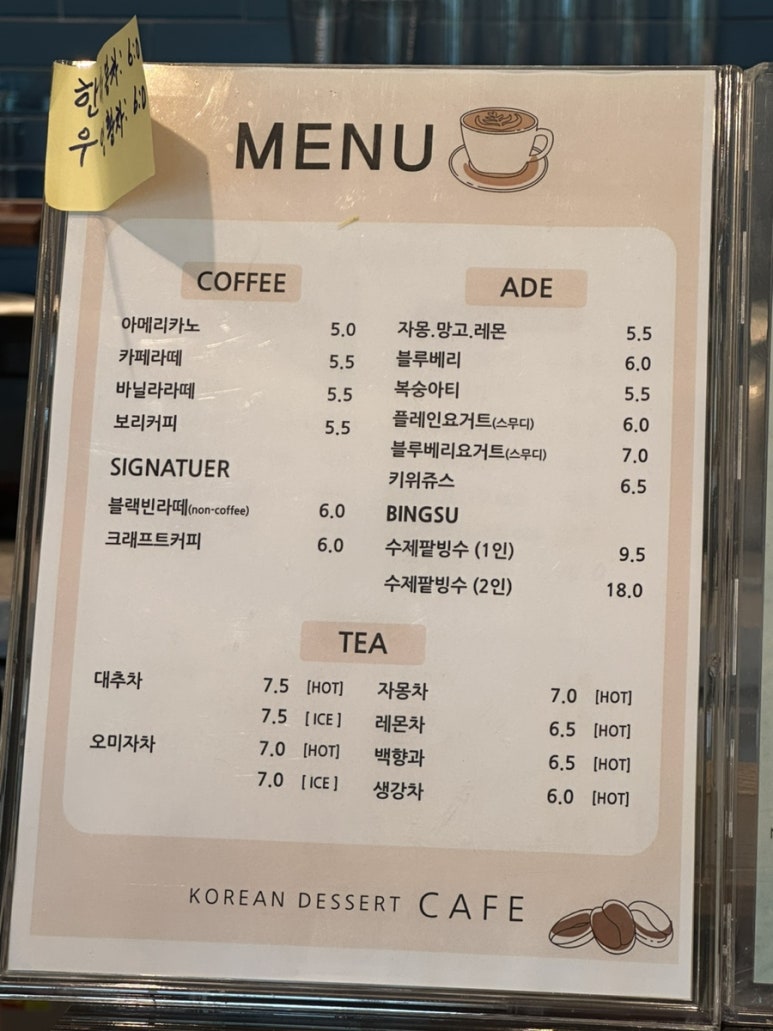 6.0
6.0
MENU
COFFEE
아메리카노 5.0
카페라떼 5.5
바닐라라떼 5.5
보리커피 5.5
SIGNATUER
블랙빈라떼(non-coffee) 6.0
크래프트커피 6.0
ADE
자몽.망고.레몬 5.5
블루베리 6.0
복숭아티 5.5
플레인요거트(스무디) 6.0
블루베리요거트(스무디) 7.0
키위쥬스 6.5
BINGSU
수제팥빙수 (1인) 9.5
수제팥빙수 (2인) 18.0
TEA
대추차 7.5 [HOT]
7.5 [ ICE ]
오미자차 7.0 [HOT]
7.0 [ ICE ]
자몽차 7.0 [HOT]
레몬차 6.5 [HOT]
백향과 6.5 [HOT]
생강차 6.0 [HOT]
KOREAN DESSERT CAFE